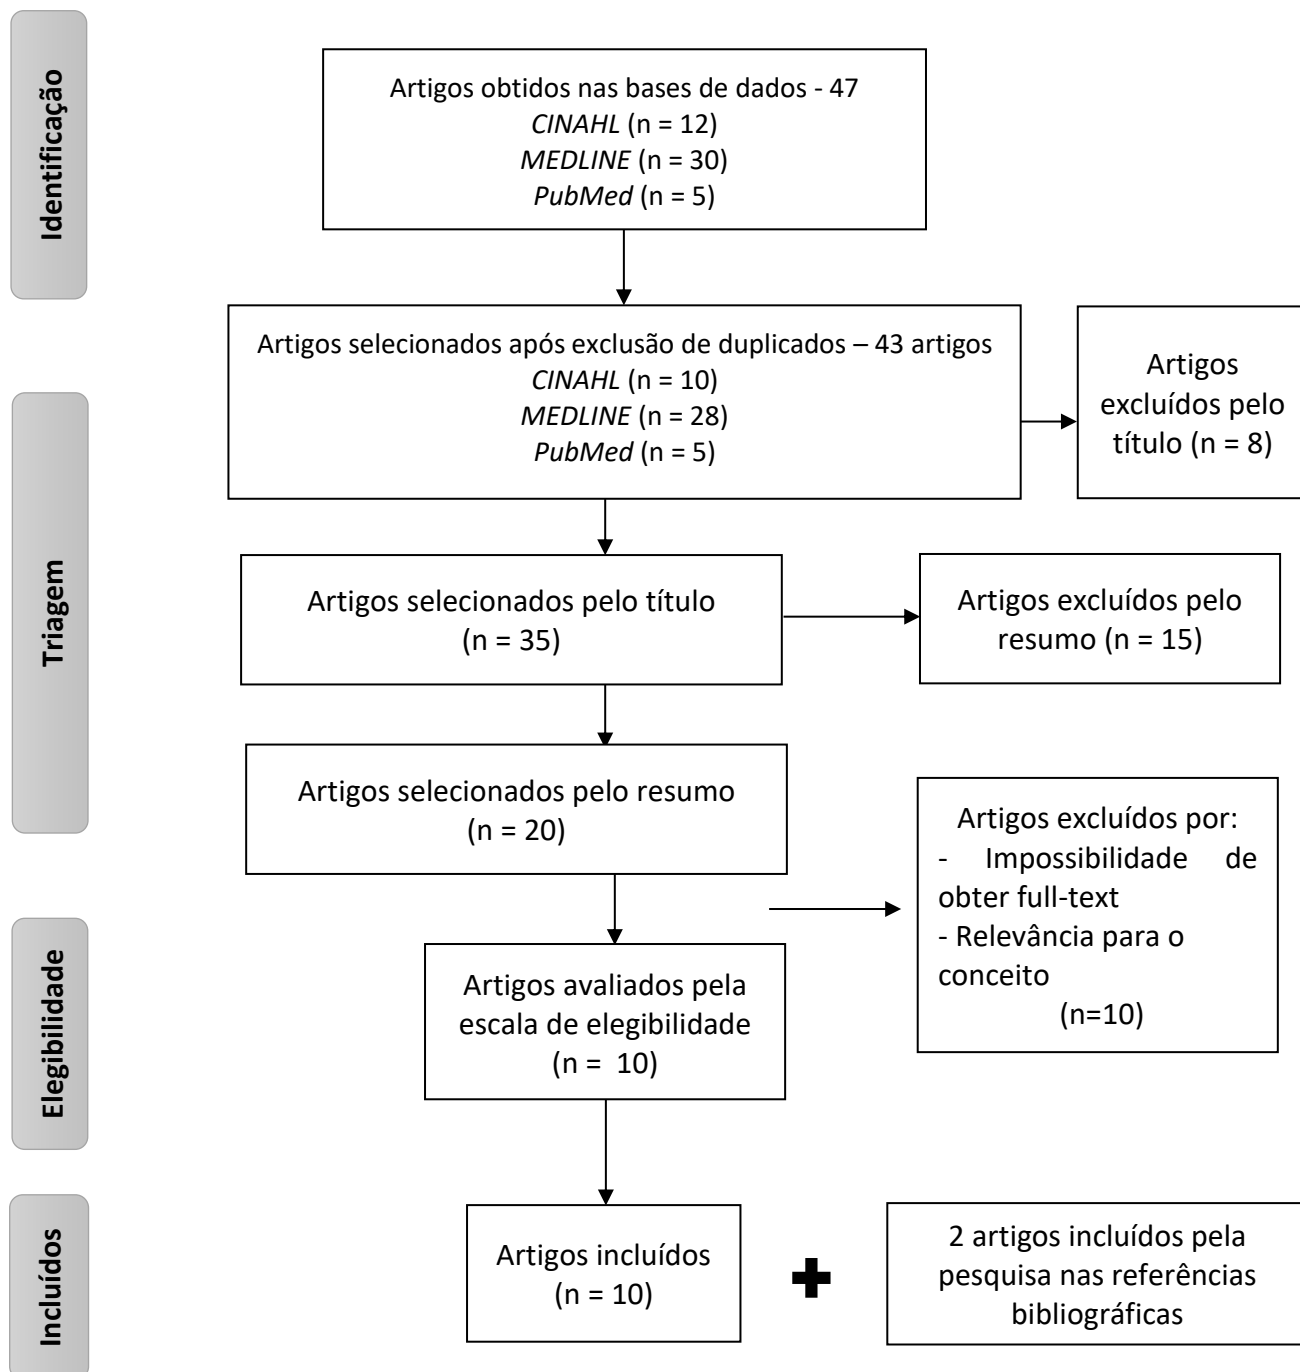 Identificação
Artigos obtidos nas bases de dados - 47
CINAHL (n = 12)
MEDLINE (n = 30)
PubMed (n = 5)
Artigos selecionados após exclusão de duplicados – 43 artigos
CINAHL (n = 10)
MEDLINE (n = 28)
PubMed (n = 5)
Artigos
excluídos pelo
título (n = 8)
Triagem
Artigos selecionados pelo título
(n = 35)
Artigos excluídos pelo
resumo (n = 15)
Artigos selecionados pelo resumo
(n = 20)
Artigos excluídos por:
- Impossibilidade de
obter full-text
- Relevância para o
conceito
(n=10)
Elegibilidade
Artigos avaliados pela
escala de elegibilidade
(n = 10)
Incluídos
Artigos incluídos
(n = 10)
2 artigos incluídos pela
pesquisa nas referências
bibliográficas